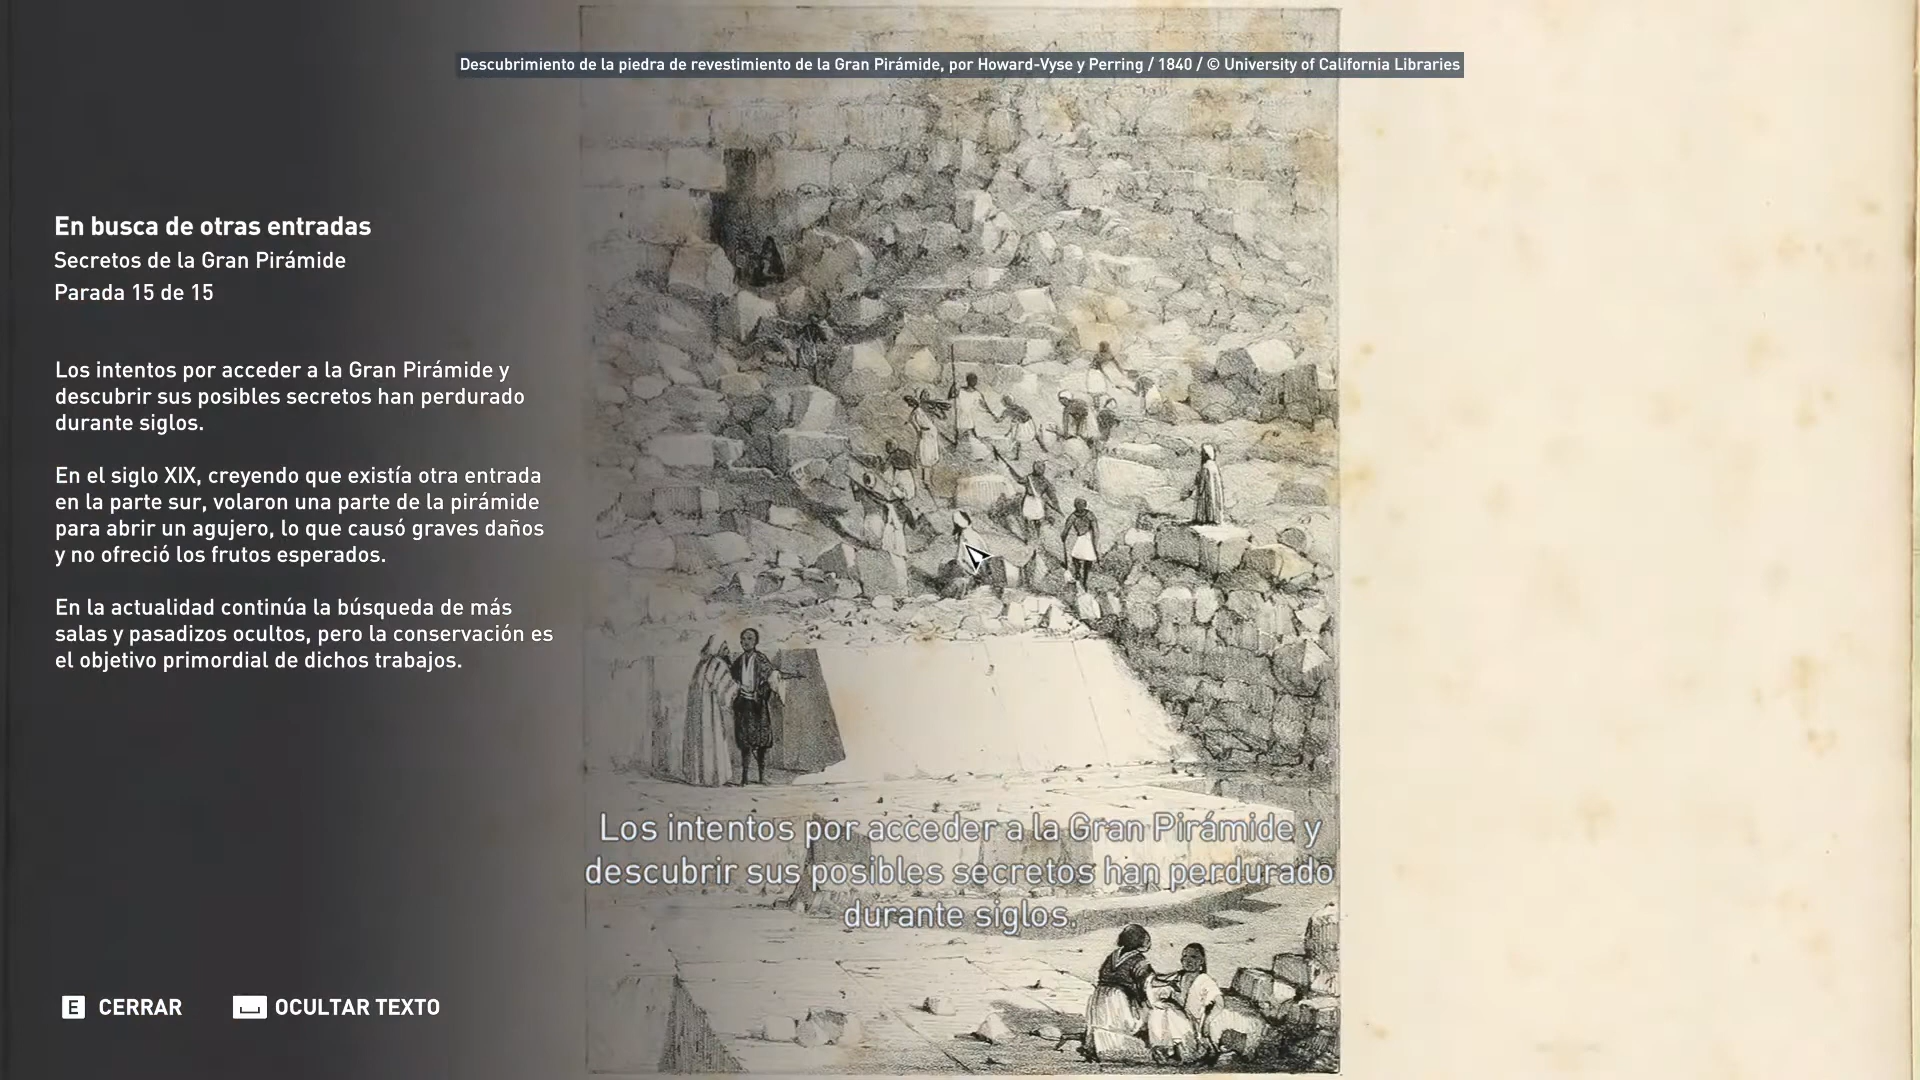 Descubrimiento de la piedra de revestimiento de la Gran Pirámide, por Howard-Vyse y Perring / 1840 / © University of California Libraries
En busca de otras entradas
Secretos de la Gran Pirámide
Parada 15 de 15
Los intentos por acceder a la Gran Pirámide y
descubrir sus posibles secretos han perdurado
durante siglos.
En el siglo XIX, creyendo que existía otra entrada
en la parte sur, volaron una parte de la pirámide
para abrir un agujero, lo que causó graves daños
y no ofreció los frutos esperados.
En la actualidad continúa la búsqueda de más
salas y pasadizos ocultos, pero la conservación es
el objetivo primordial de dichos trabajos.
Los intentos por acceder a la Gran Pirámide y
descubrir sus posibles secretos han perdurado
durante siglos.
E CERRAR OCULTAR TEXTO